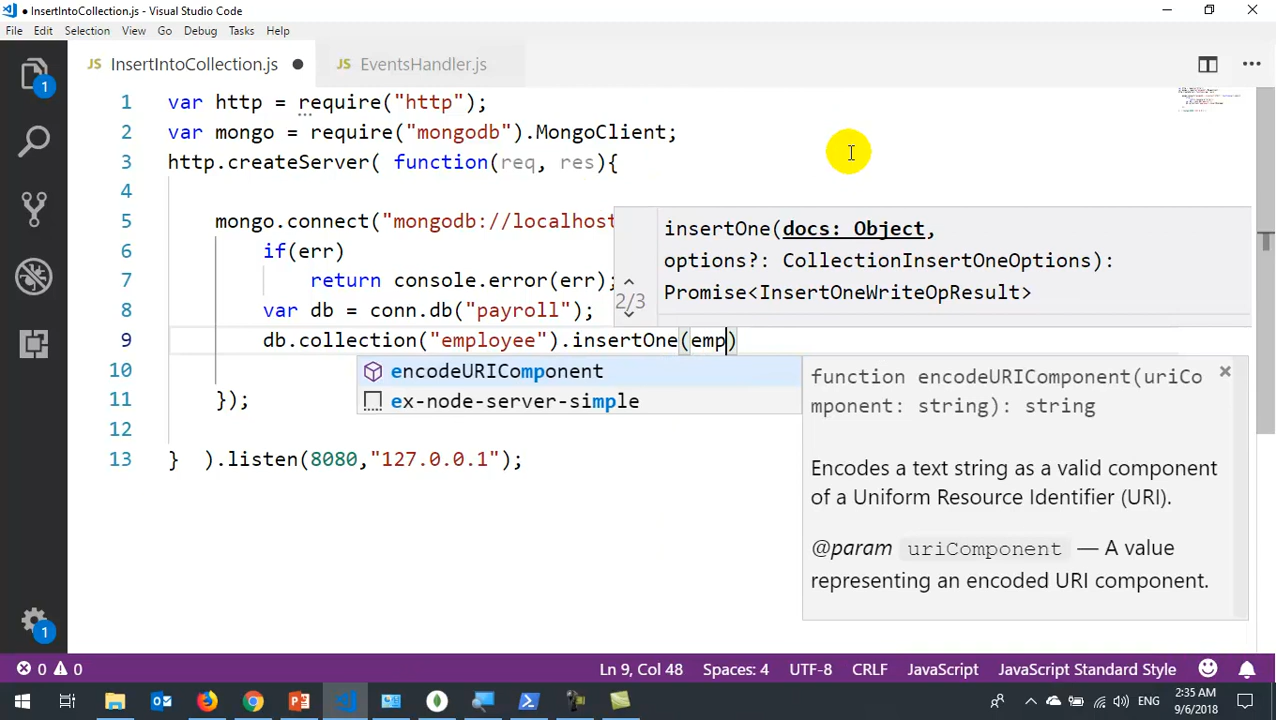 ● InsertIntoCollection.js - Visual Studio Code
File Edit Selection View Go Debug Tasks Help
JS InsertIntoCollection.js ● JS EventsHandler.js
1 var http = require("http");
2 var mongo = require("mongodb").MongoClient;
3 http.createServer( function(req, res){
4
5 mongo.connect("mongodb://localhost
6 if(err)
7 return console.error(err);
8 var db = conn.db("payroll");
9 db.collection("employee").insertOne(emp)
10
11 });
12
13 } ).listen(8080,"127.0.0.1");
insertOne(docs: Object,
options?: CollectionInsertOneOptions):
2/3
Promise<InsertOneWriteOpResult>
encodeURIComponent
ex-node-server-simple
function encodeURIComponent(uriCo
mponent: string): string
Encodes a text string as a valid component
of a Uniform Resource Identifier (URI).
@param uriComponent — A value
representing an encoded URI component.
1
1
0 0 Ln 9, Col 48 Spaces: 4 UTF-8 CRLF JavaScript JavaScript Standard Style
ENG 2:35 AM
9/6/2018